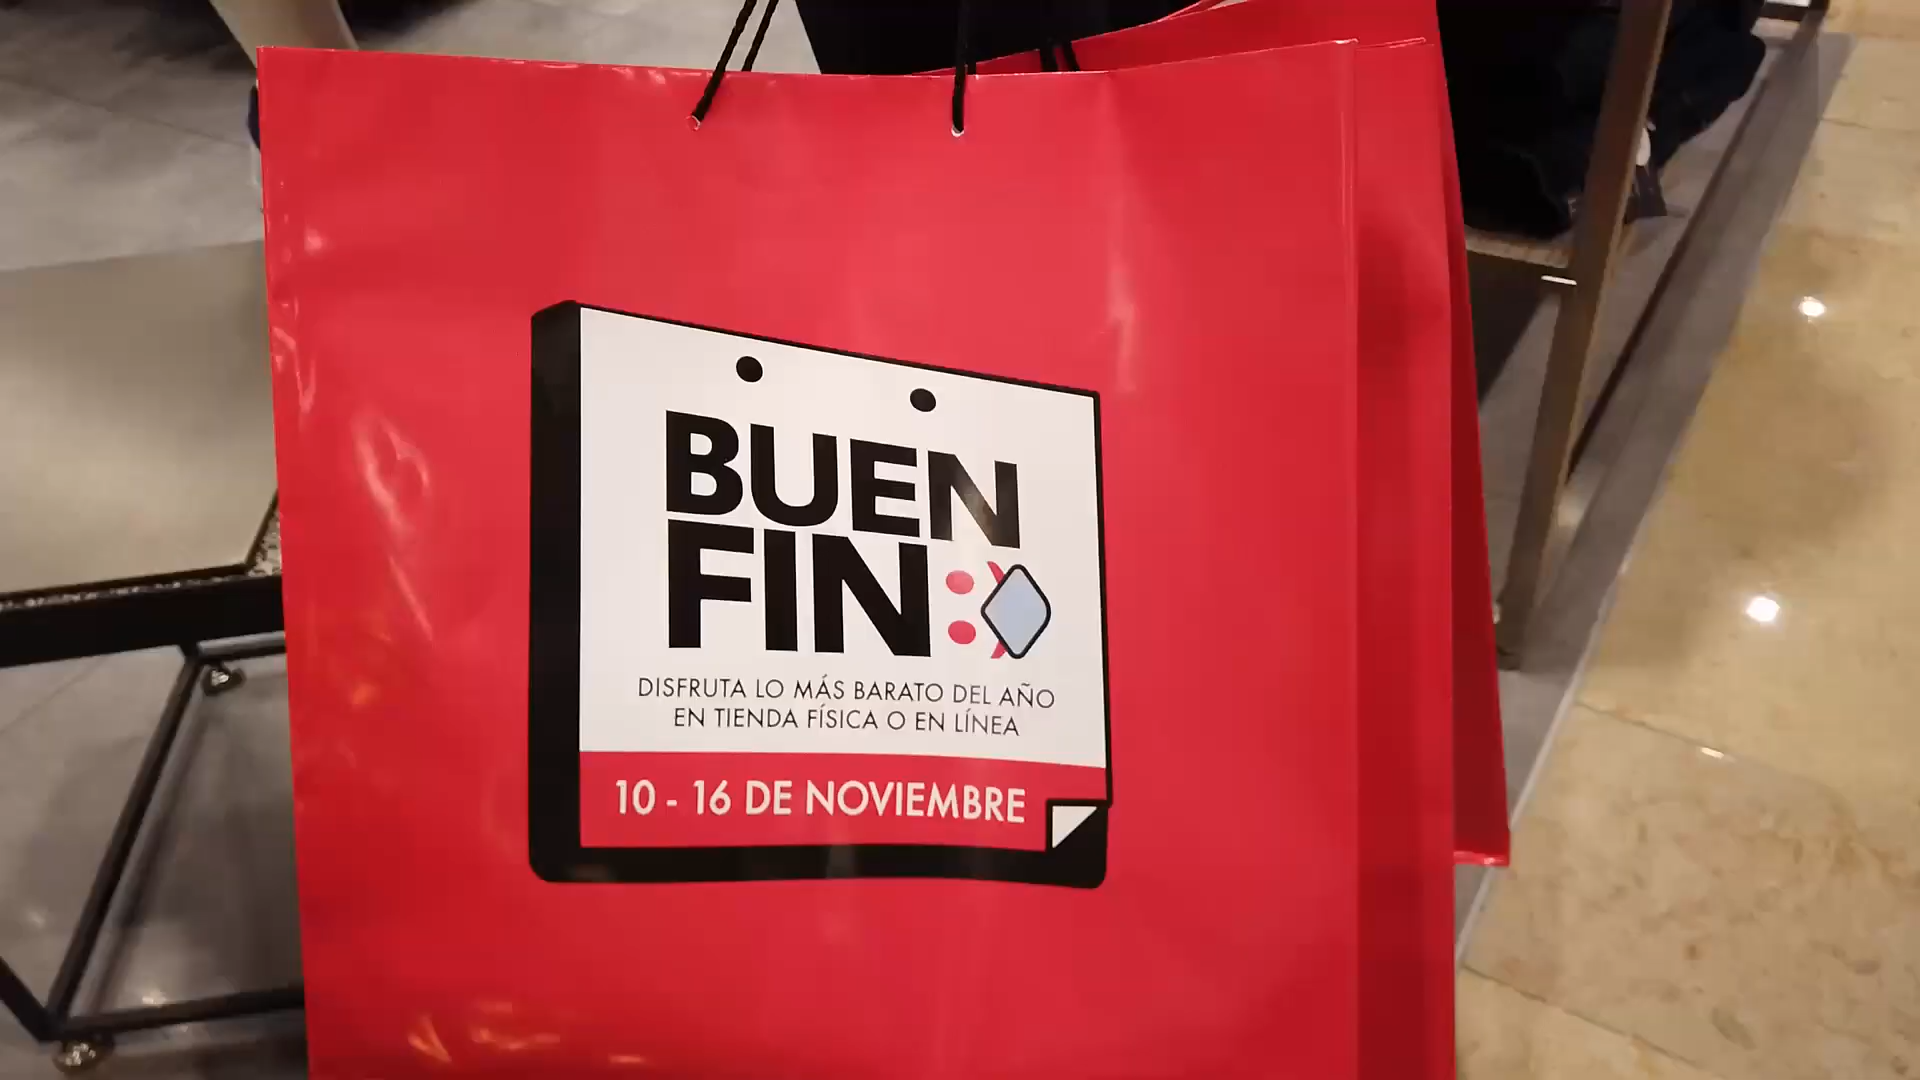 BUEN
FIN
DISFRUTA LO MÁS BARATO DEL AÑO
EN TIENDA FÍSICA O EN LÍNEA
10 - 16 DE NOVIEMBRE